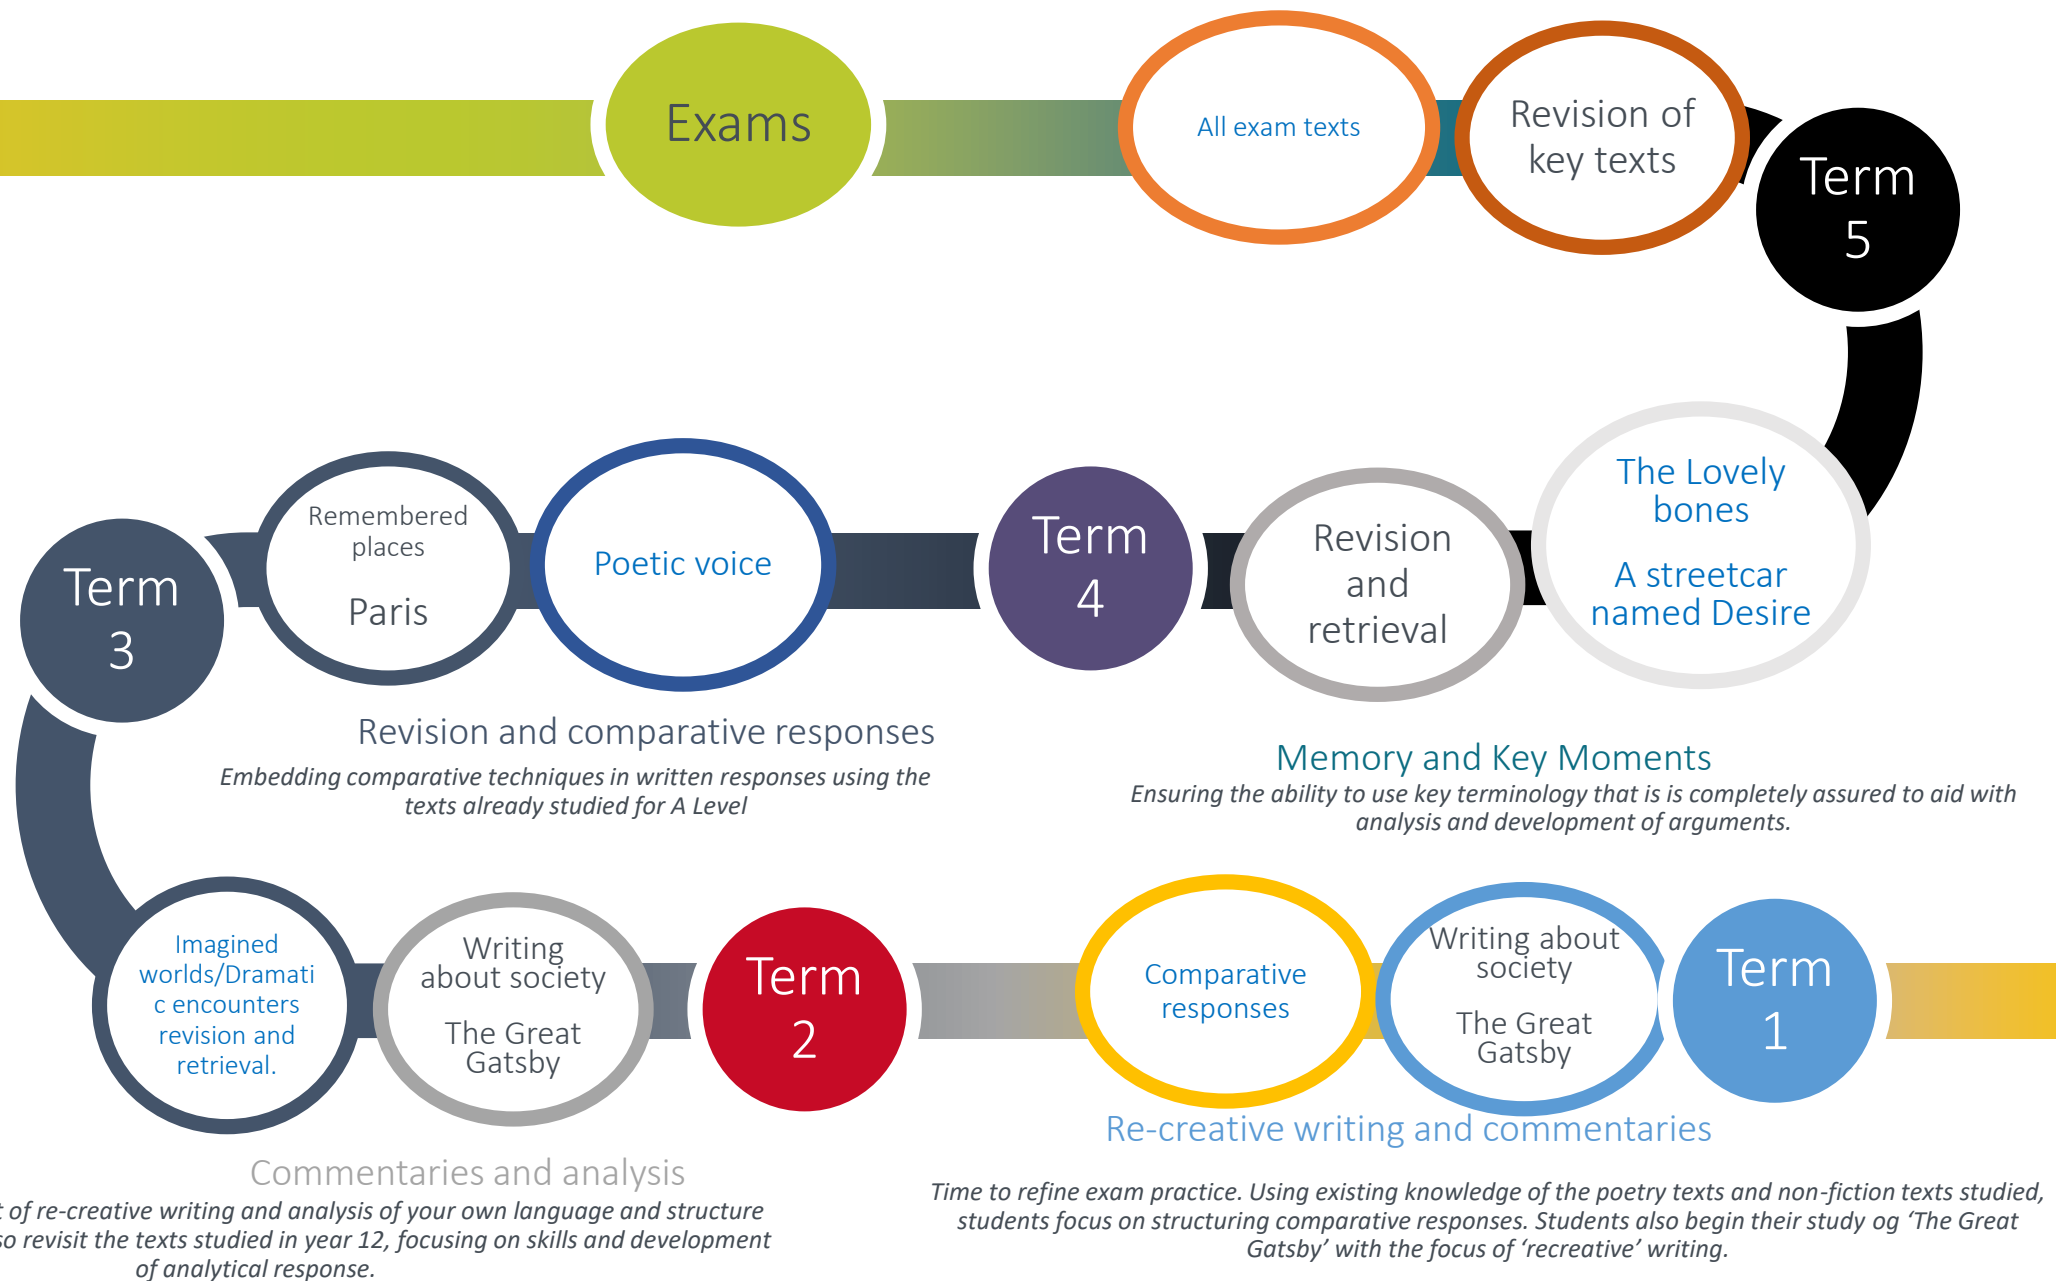 Exams
All exam texts
Revision of
key texts
Term
5
Term
3
Remembered
places
Paris
Poetic voice
Term
4
Revision
and
retrieval
The Lovely
bones
A streetcar
named Desire
Revision and comparative responses
Embedding comparative techniques in written responses using the
texts already studied for A Level
Memory and Key Moments
Ensuring the ability to use key terminology that is is completely assured to aid with
analysis and development of arguments.
Imagined
worlds/Dramati
c encounters
revision and
retrieval.
Writing
about society
The Great
Gatsby
Term
2
Comparative
responses
Writing about
society
The Great
Gatsby
Term
1
Commentaries and analysis
of re-creative writing and analysis of your own language and structure
revisit the texts studied in year 12, focusing on skills and development
of analytical response.
Re-creative writing and commentaries
Time to refine exam practice. Using existing knowledge of the poetry texts and non-fiction texts studied,
students focus on structuring comparative responses. Students also begin their study og ‘The Great
Gatsby’ with the focus of ‘recreative’ writing.